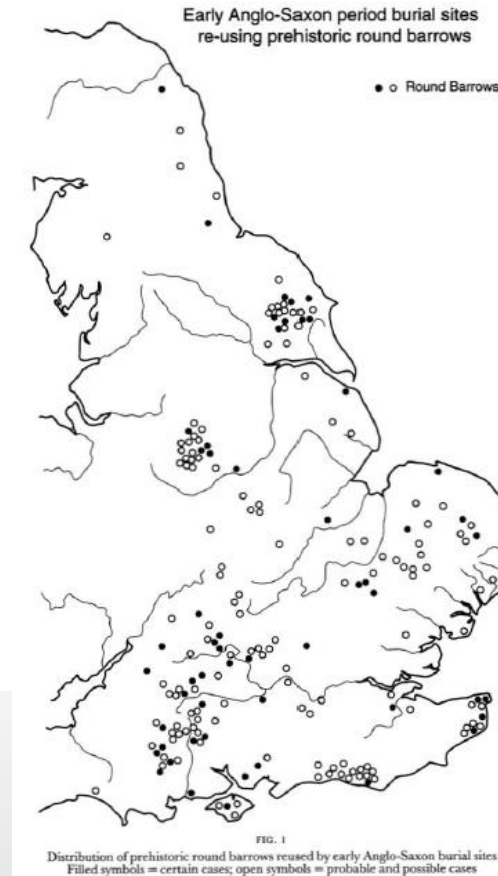 Early Anglo-Saxon period burial sites
re-using prehistoric round barrows
Round Barrows
FIG. 1
Distribution of prehistoric round barrows reused by early Anglo-Saxon burial sites
Filled symbols = certain cases; open symbols = probable and possible cases